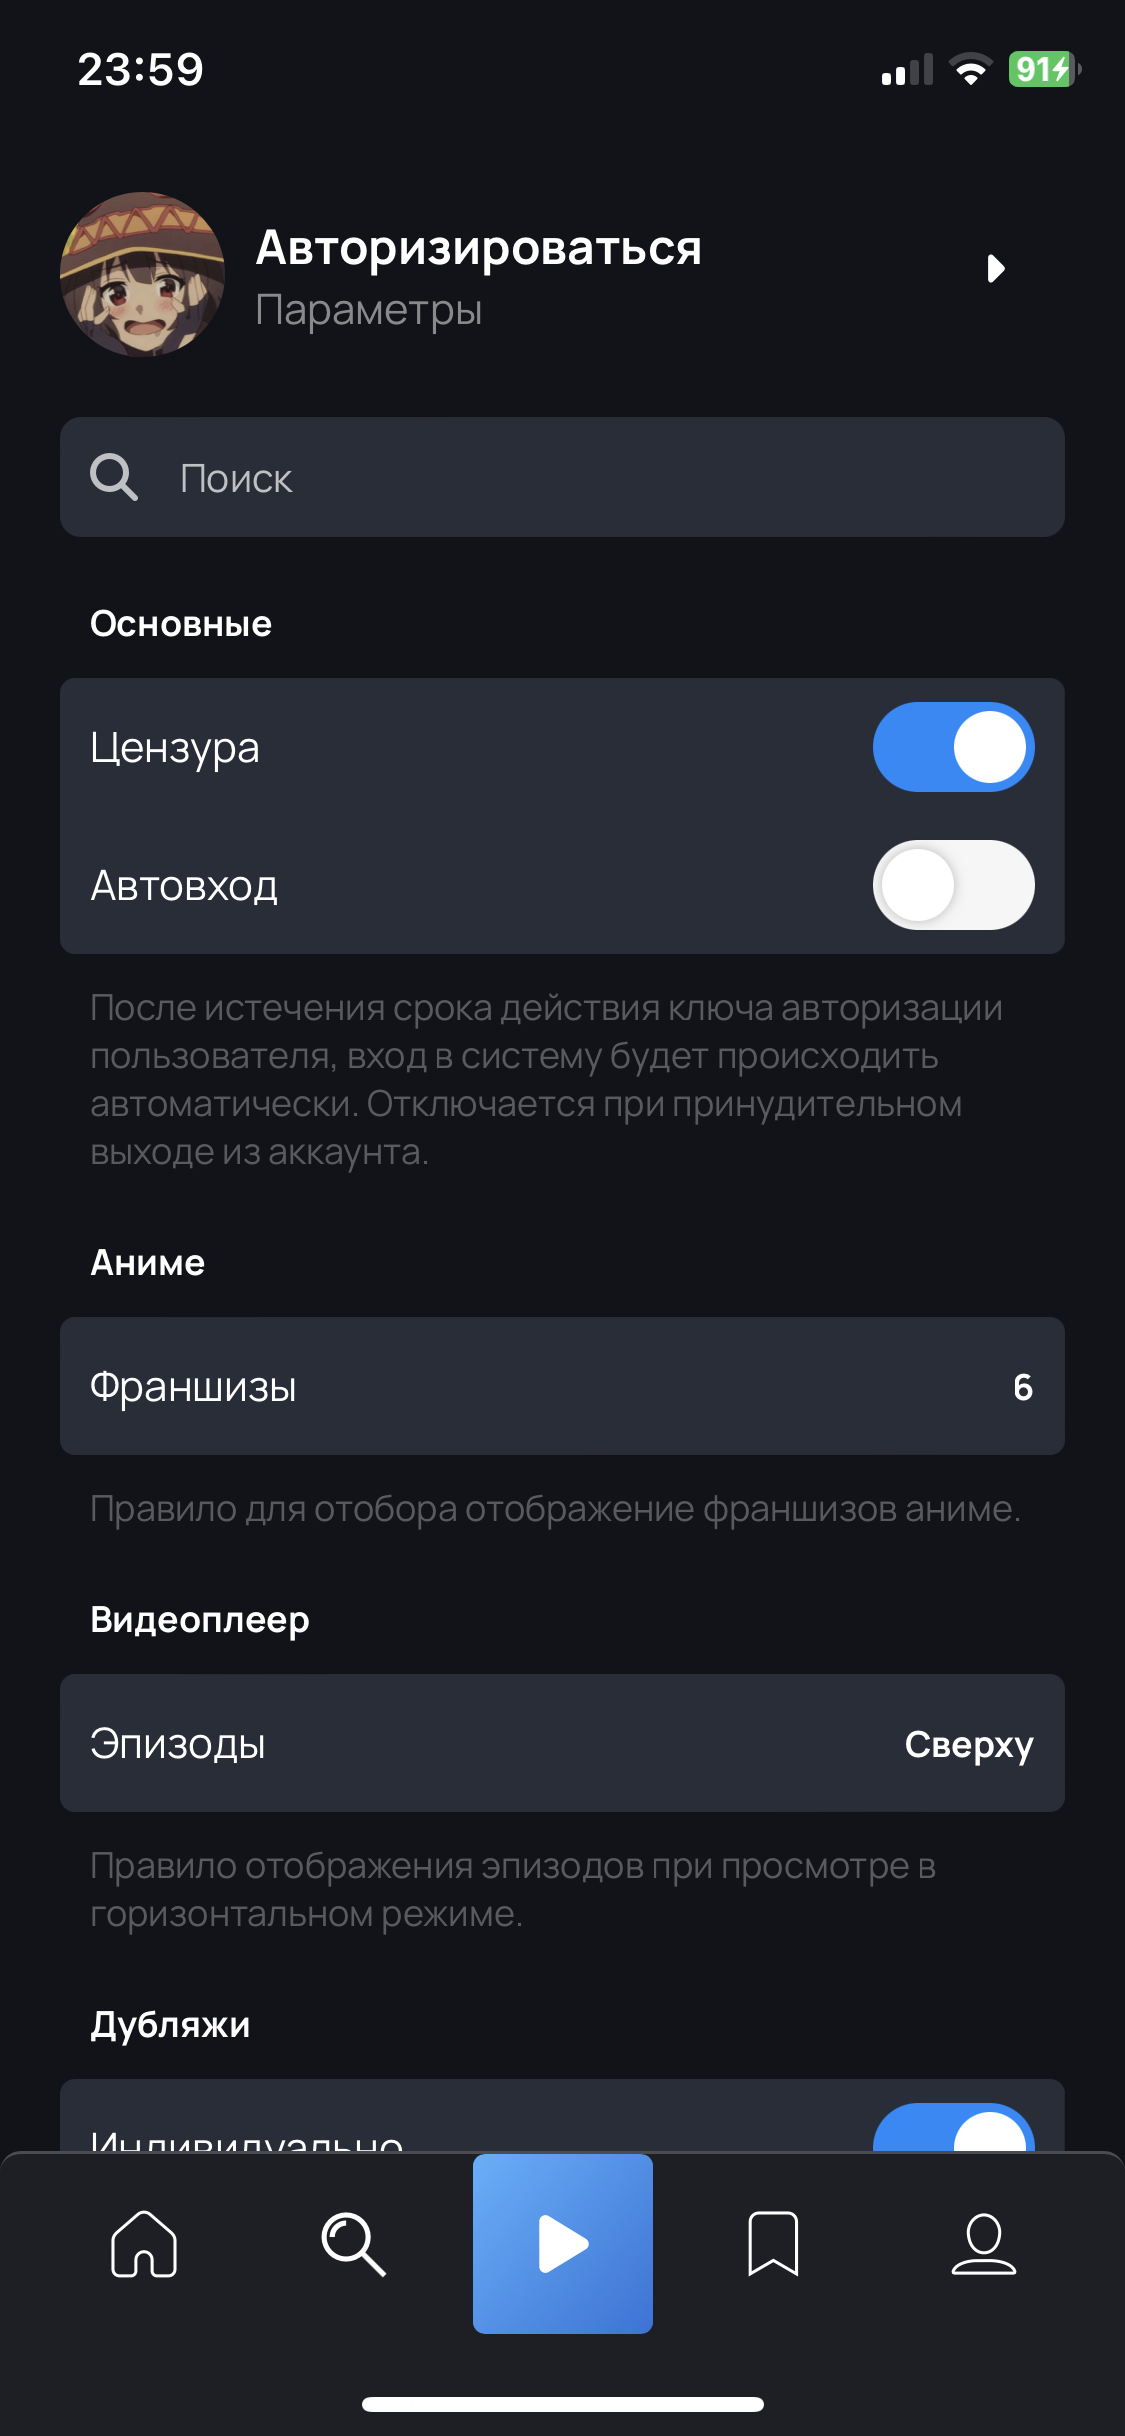 23:59
91
Авторизироваться
Параметры
Поиск
Основные
Цензура
Автовход
После истечения срока действия ключа авторизации
пользователя, вход в систему будет происходить
автоматически. Отключается при принудительном
выходе из аккаунта.
Аниме
Франшизы 6
Правило для отобора отображение франшизов аниме.
Видеоплеер
Эпизоды Сверху
Правило отображения эпизодов при просмотре в
горизонтальном режиме.
Дубляжи
Индивидуально